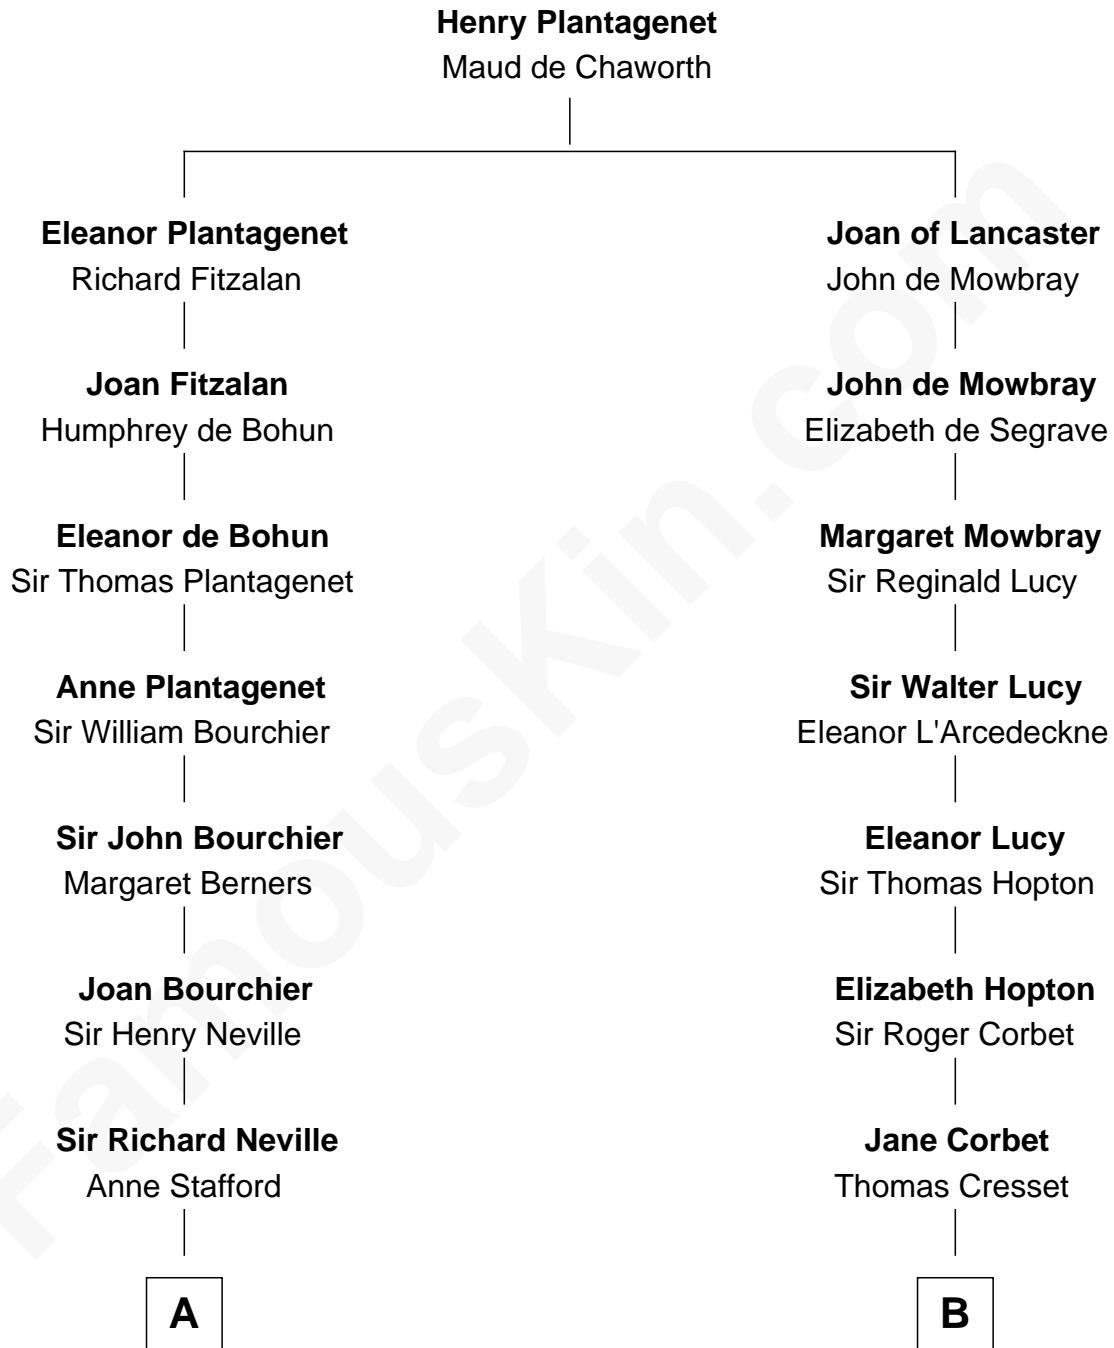 Henry Plantagenet
Maud de Chaworth
Eleanor Plantagenet
Richard Fitzalan
Joan Fitzalan
Humphrey de Bohun
Eleanor de Bohun
Sir Thomas Plantagenet
Anne Plantagenet
Sir William Bourchier
Sir John Bourchier
Margaret Berners
Joan Bourchier
Sir Henry Neville
Sir Richard Neville
Anne Stafford
A
Joan of Lancaster
John de Mowbray
John de Mowbray
Elizabeth de Segrave
Margaret Mowbray
Sir Reginald Lucy
Sir Walter Lucy
Eleanor L'Arcedeckne
Eleanor Lucy
Sir Thomas Hopton
Elizabeth Hopton
Sir Roger Corbet
Jane Corbet
Thomas Cresset
B
FamousKin.com